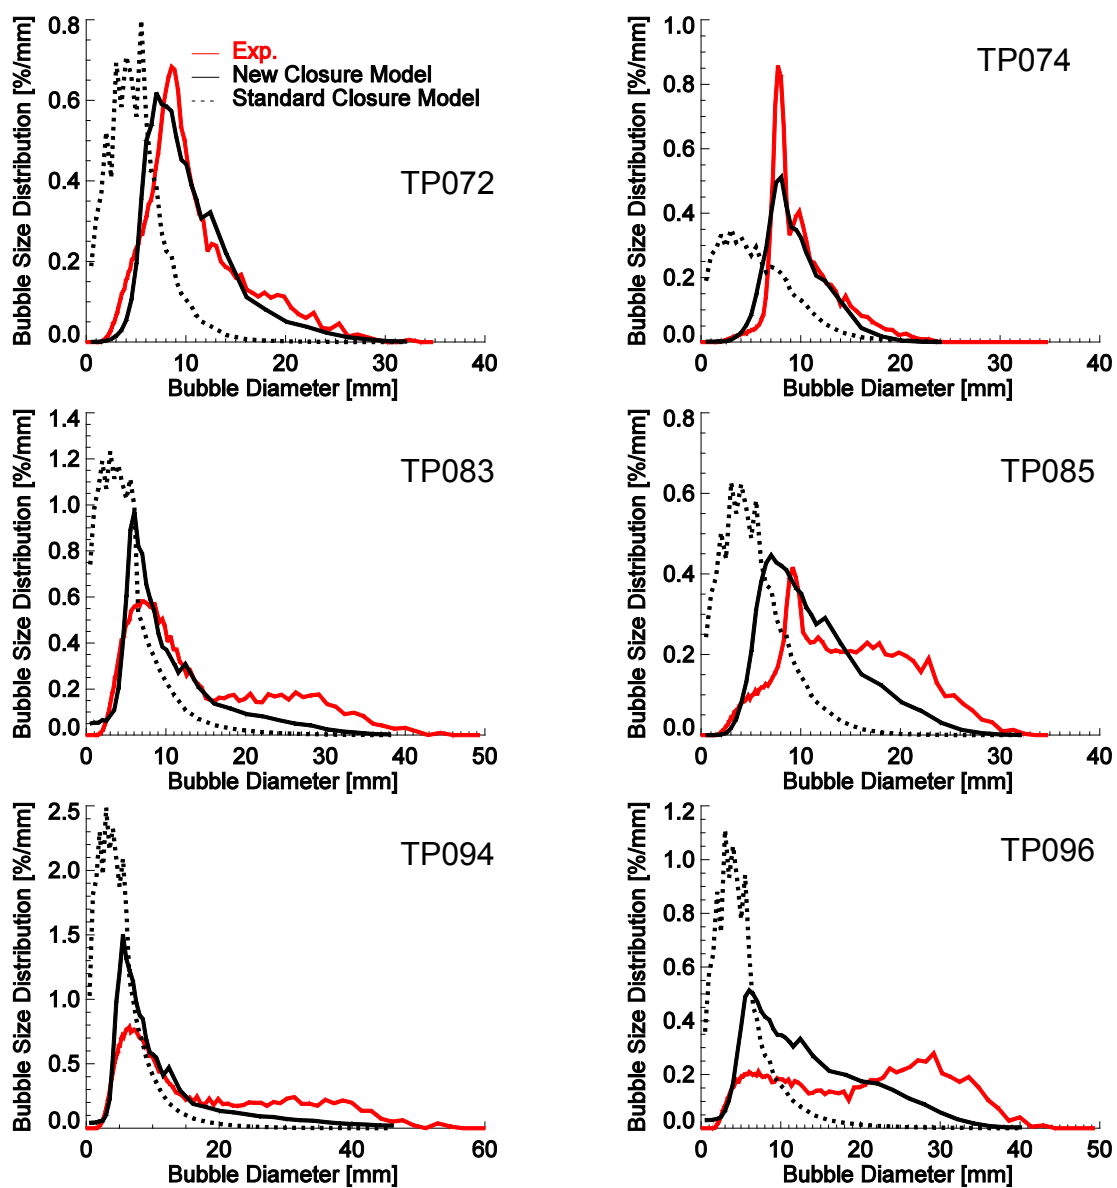 Bubble Size Distribution [%/mm]
0.8
0.6
0.4
0.2
0.0
Exp.
New Closure Model
Standard Closure Model
TP072
0 10 20 30 40
Bubble Diameter [mm]
Bubble Size Distribution [%/mm]
1.0
0.8
0.6
0.4
0.2
0.0
TP074
0 10 20 30 40
Bubble Diameter [mm]
Bubble Size Distribution [%/mm]
1.4
1.2
1.0
0.8
0.6
0.4
0.2
0.0
TP083
0 10 20 30 40 50
Bubble Diameter [mm]
Bubble Size Distribution [%/mm]
0.8
0.6
0.4
0.2
0.0
TP085
0 10 20 30 40
Bubble Diameter [mm]
Bubble Size Distribution [%/mm]
2.5
2.0
1.5
1.0
0.5
0.0
TP094
0 20 40 60
Bubble Diameter [mm]
Bubble Size Distribution [%/mm]
1.2
1.0
0.8
0.6
0.4
0.2
0.0
TP096
0 10 20 30 40 50
Bubble Diameter [mm]